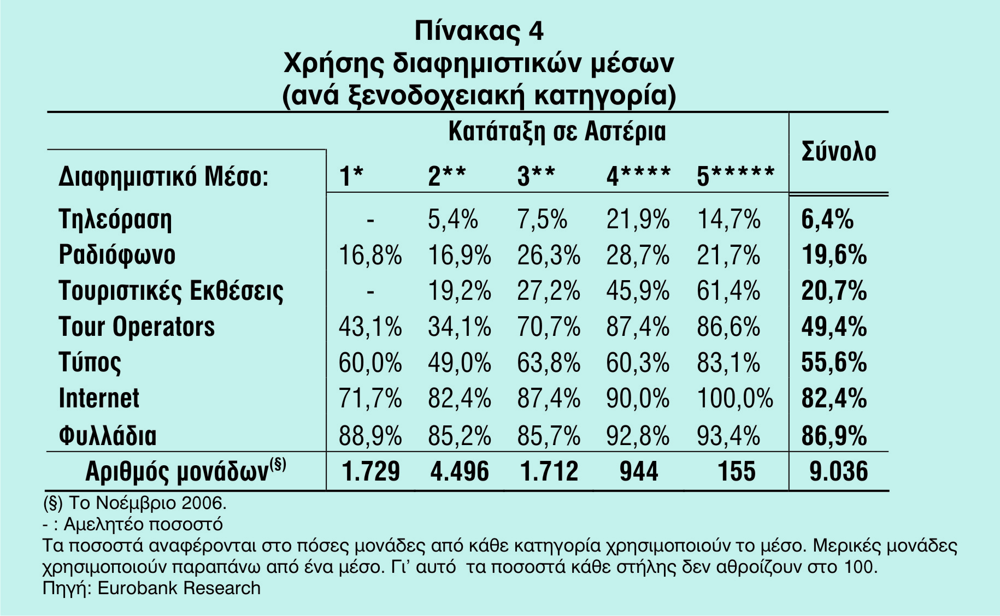 Πίνακας 4
Χρήσης διαφημιστικών μέσων
(ανά ξενοδοχειακή κατηγορία)
Κατάταξη σε Αστέρια Σύνολο
Διαφημιστικό Μέσο: 1* 2** 3** 4**** 5*****
Τηλεόραση - 5,4% 7,5% 21,9% 14,7% 6,4%
Ραδιόφωνο 16,8% 16,9% 26,3% 28,7% 21,7% 19,6%
Τουριστικές Εκθέσεις - 19,2% 27,2% 45,9% 61,4% 20,7%
Tour Operators 43,1% 34,1% 70,7% 87,4% 86,6% 49,4%
Τύπος 60,0% 49,0% 63,8% 60,3% 83,1% 55,6%
Internet 71,7% 82,4% 87,4% 90,0% 100,0% 82,4%
Φυλλάδια 88,9% 85,2% 85,7% 92,8% 93,4% 86,9%
Αριθμός μονάδων(§) 1.729 4.496 1.712 944 155 9.036
(§) Το Νοέμβριο 2006.
- : Αμελητέο ποσοστό
Τα ποσοστά αναφέρονται στο πόσες μονάδες από κάθε κατηγορία χρησιμοποιούν το μέσο. Μερικές μονάδες
χρησιμοποιούν παραπάνω από ένα μέσο. Γι’ αυτό τα ποσοστά κάθε στήλης δεν αθροίζουν στο 100.
Πηγή: Eurobank Research